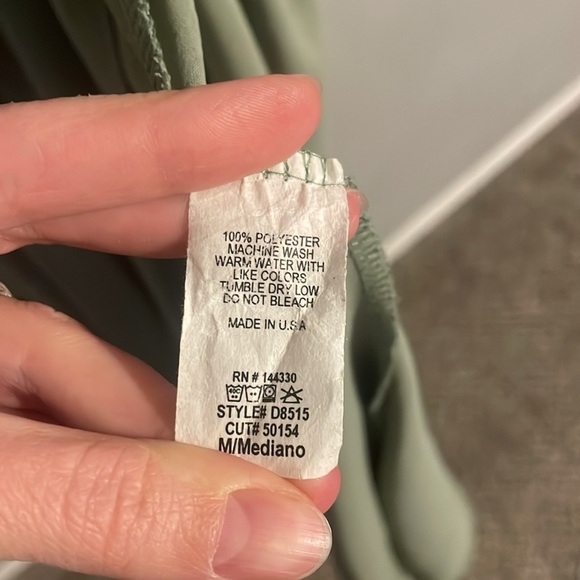 100% POLYESTER
MACHINE WASH
WARM WATER WITH
LIKE COLORS
TUMBLE DRY LOW
DO NOT BLEACH
MADE IN U.S.A
RN # 144330
STYLE# D8515
CUT# 50154
M/Mediano